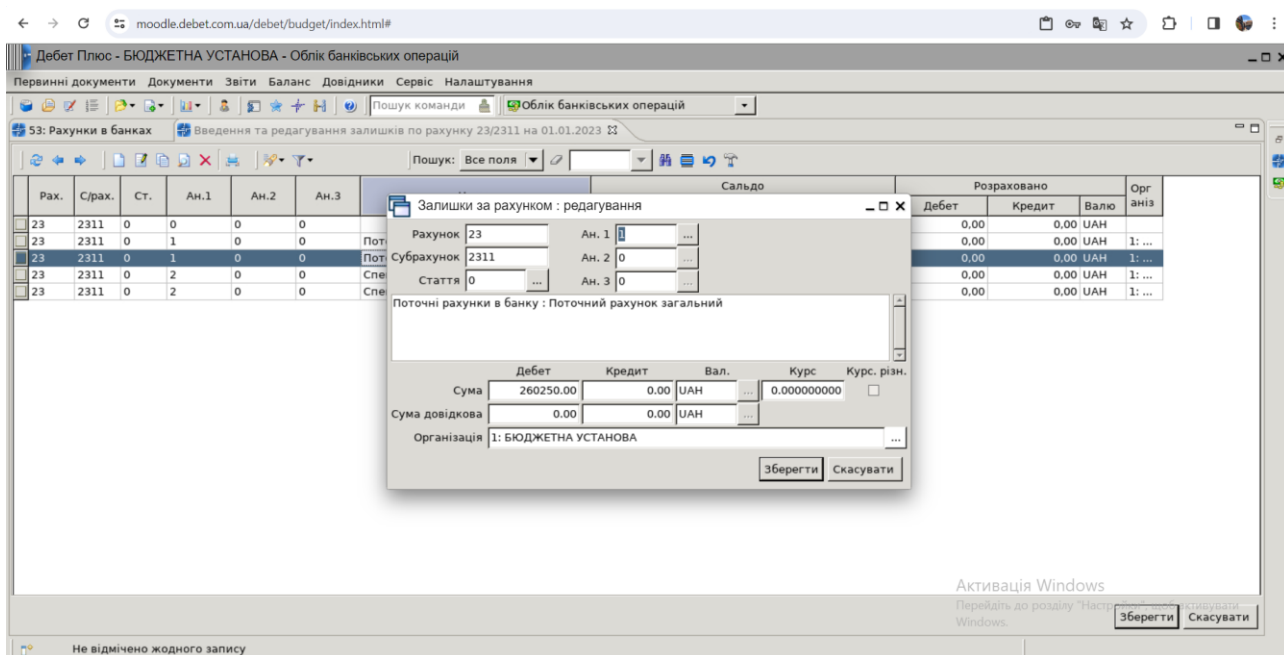 moodle.debet.com.ua/debet/budget/index.html#
Дебет Плюс - БЮДЖЕТНА УСТАНОВА - Облік банківських операцій
Первинні документи Документи Звіти Баланс Довідники Сервіс Налаштування
Пошук команди Облік банківських операцій
53: Рахунки в банках Введення та редагування залишків по рахунку 23/2311 на 01.01.2023
Пошук: Все поля
Сальдо Розраховано Орг
Рах. С/рах. Ст. Ан.1 Ан.2 Ан.3 Дебет Кредит Валю аніз
23 0 0,00 0,00 UAH
2311 0 0 0
23 2311 0 1 0 0 Пот 0,00 0,00 UAH 1: ...
23 2311 0 1 0 0 Пот 0,00 0,00 UAH 1: ...
23 2311 0 2 0 0 Спе 0,00 0,00 UAH 1: ...
23 2311 0 2 0 0 Спе 0,00 0,00 UAH 1: ...
Залишки за рахунком : редагування
Рахунок 23 Ан. 1 1 ...
Субрахунок 2311 Ан. 2 0 ...
Стаття 0 ... Ан. 3 0 ...
Поточні рахунки в банку : Поточний рахунок загальний
Дебет Кредит Вал. Курс Курс. різн.
Сума 260250.00 0.00 UAH ... 0.000000000
Сума довідкова 0.00 0.00 UAH ...
Організація 1: БЮДЖЕТНА УСТАНОВА ...
Зберегти Скасувати
Активація Windows
Перейдіть до розділу "Настройки", щоб активувати
Windows.
Зберегти Скасувати
Не відмічено жодного запису